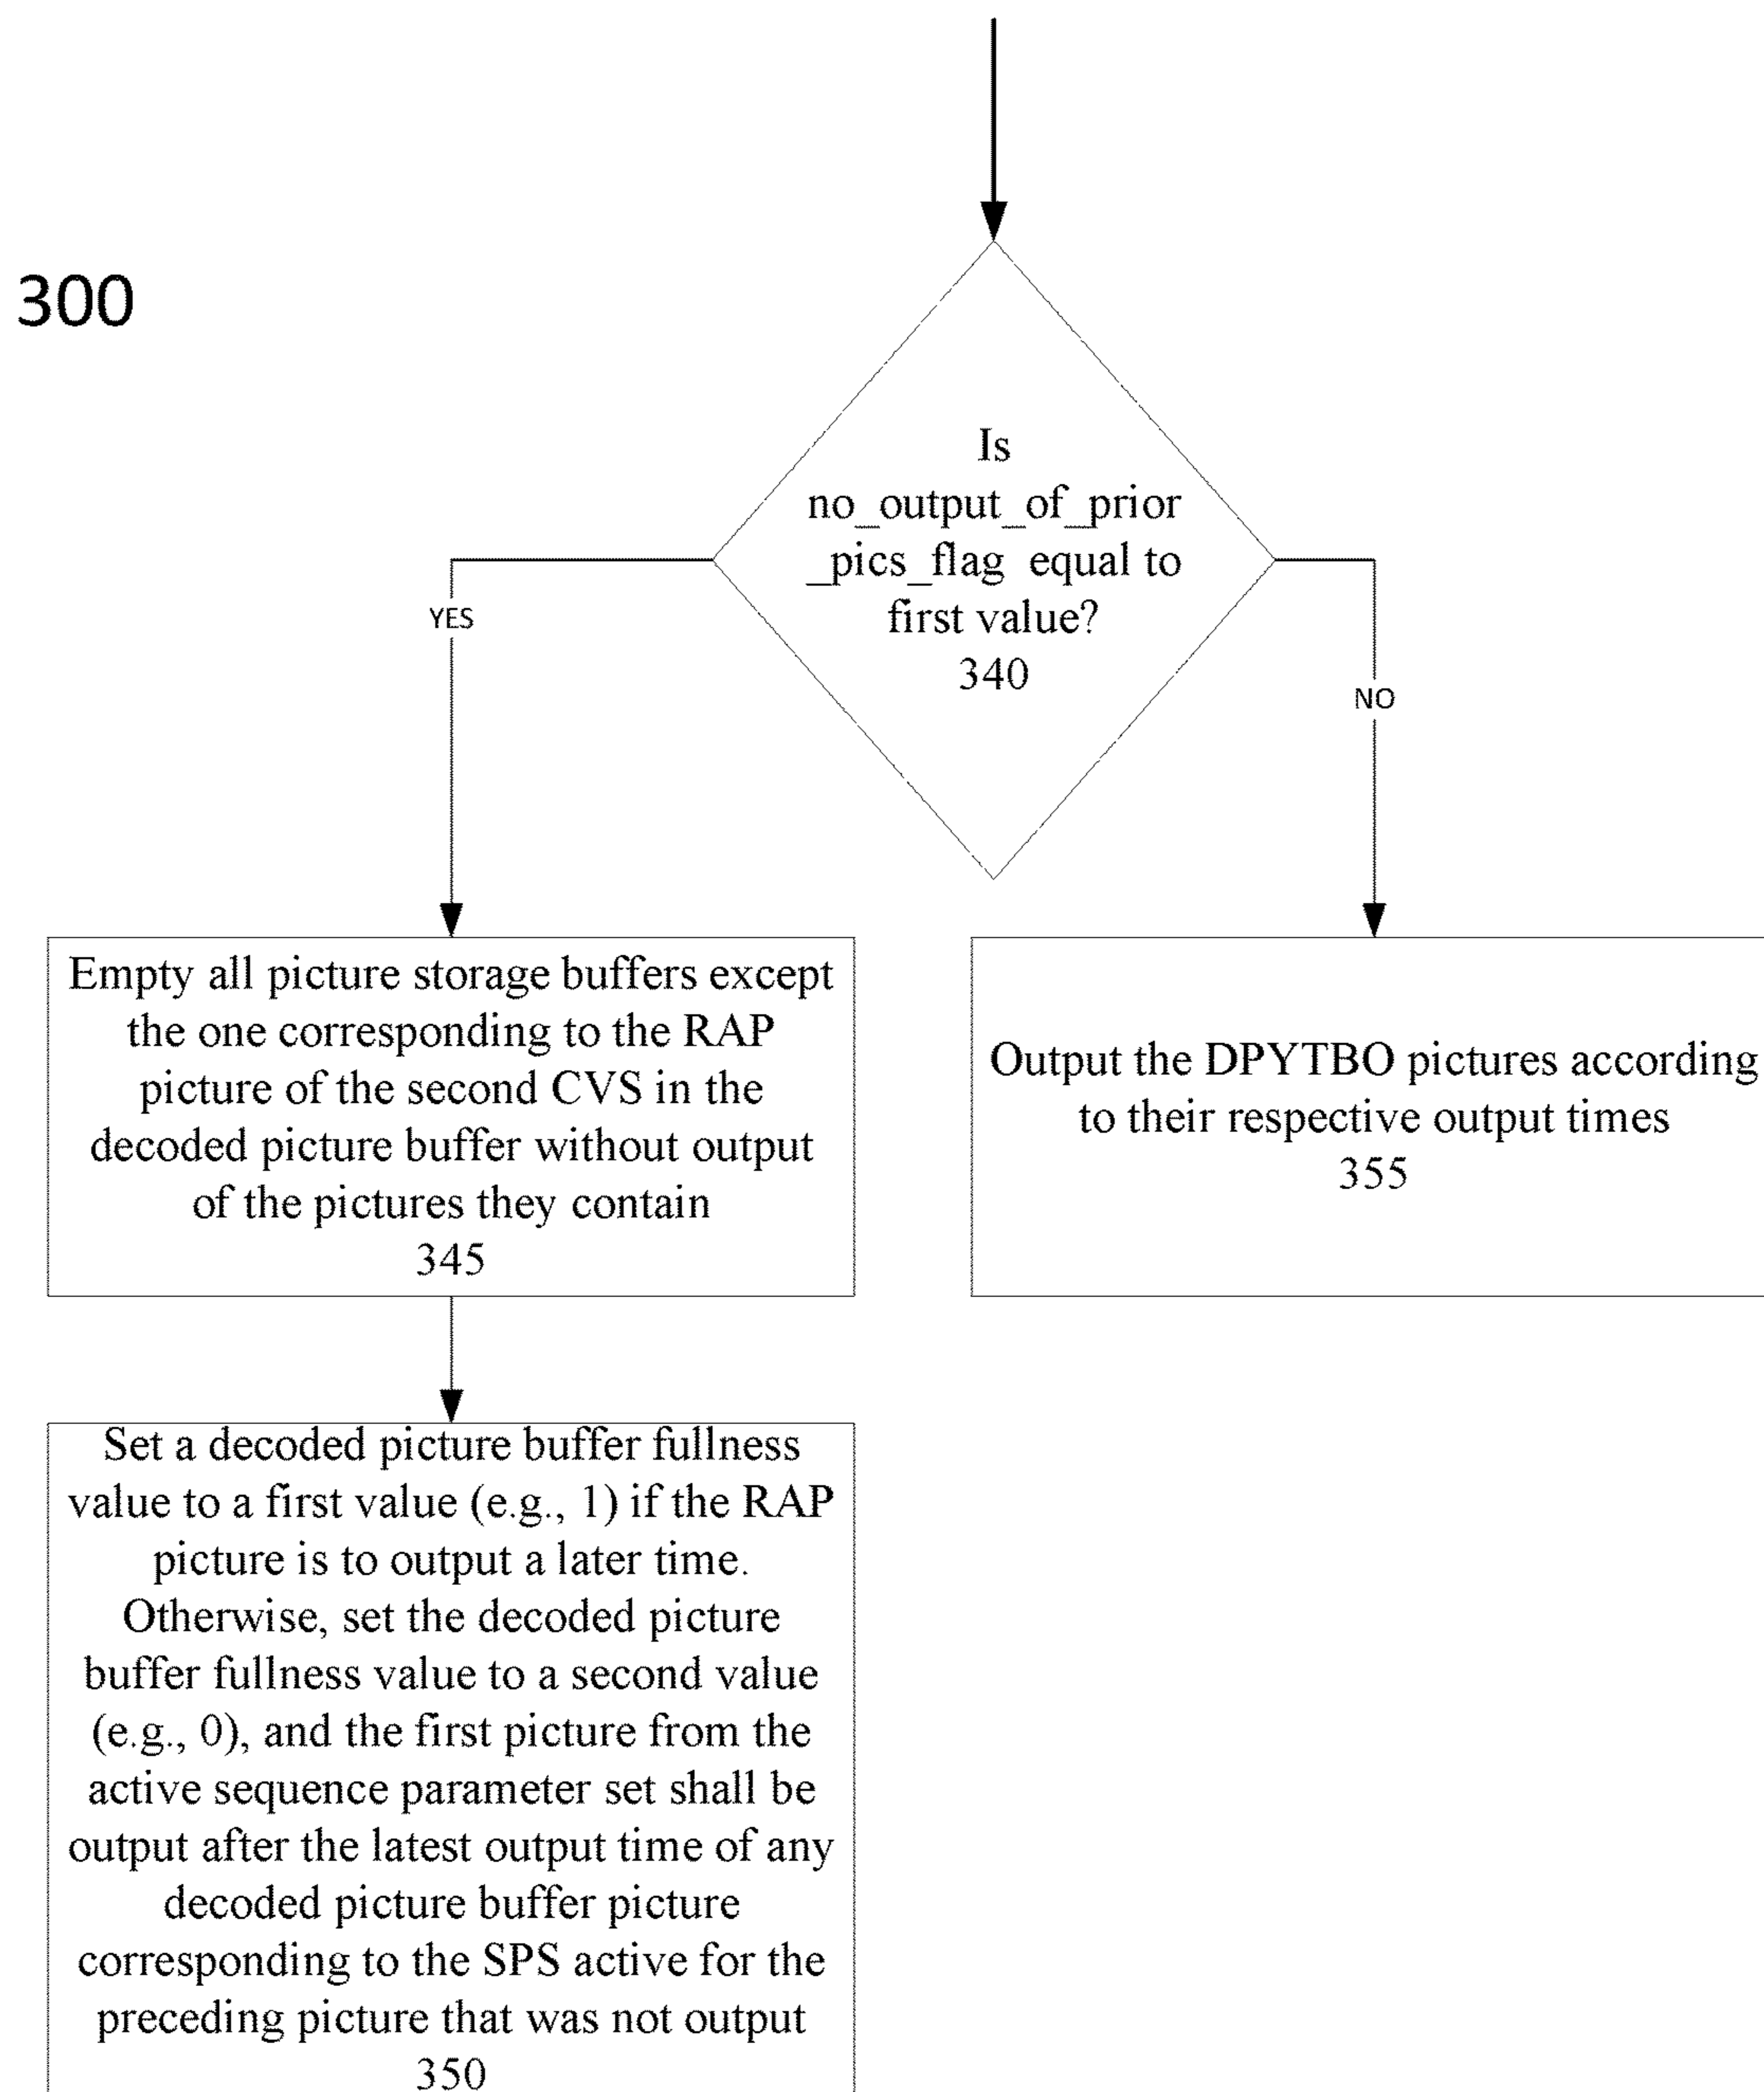 300
Is
no_output_of_prior
_pics_flag equal to
first value?
340
YES
NO
Empty all picture storage buffers except
the one corresponding to the RAP
picture of the second CVS in the
decoded picture buffer without output
of the pictures they contain
345
Output the DPYTBO pictures according
to their respective output times
355
Set a decoded picture buffer fullness
value to a first value (e.g., 1) if the RAP
picture is to output a later time.
Otherwise, set the decoded picture
buffer fullness value to a second value
(e.g., 0), and the first picture from the
active sequence parameter set shall be
output after the latest output time of any
decoded picture buffer picture
corresponding to the SPS active for the
preceding picture that was not output
350